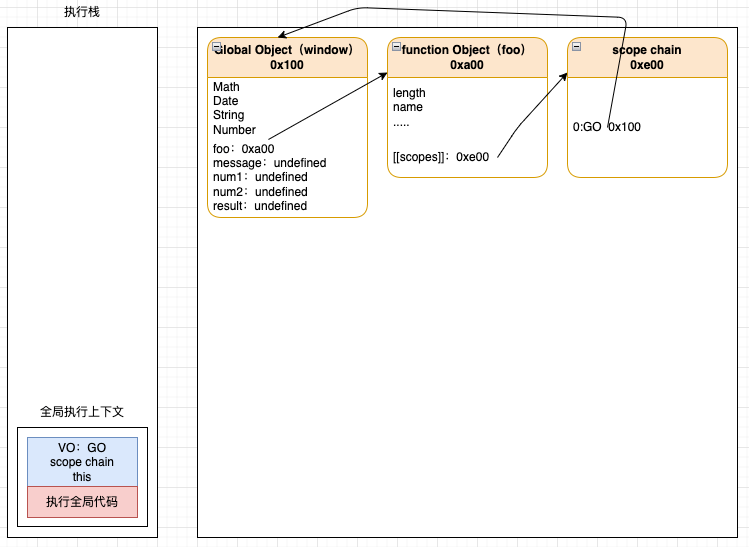 执行栈
Global Object（window）
0x100
Math
Date
String
Number
foo：0xa00
message：undefined
num1：undefined
num2：undefined
result：undefined
function Object（foo）
0xa00
length
name
.....
[[scopes]]：0xe00
scope chain
0xe00
0:GO 0x100
全局执行上下文
VO：GO
scope chain
this
执行全局代码